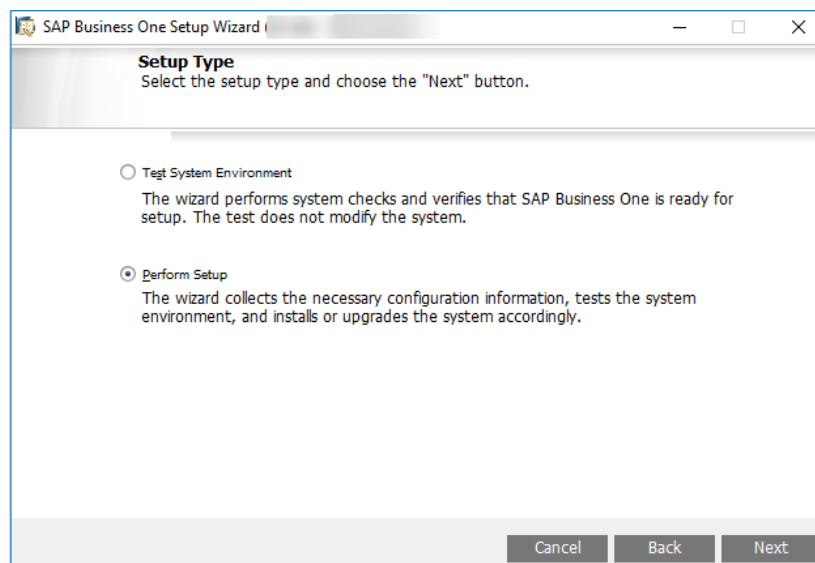 SAP Business One Setup Wizard (
Setup Type
Select the setup type and choose the "Next" button.
Test System Environment
The wizard performs system checks and verifies that SAP Business One is ready for
setup. The test does not modify the system.
Perform Setup
The wizard collects the necessary configuration information, tests the system
environment, and installs or upgrades the system accordingly.
Cancel Back Next